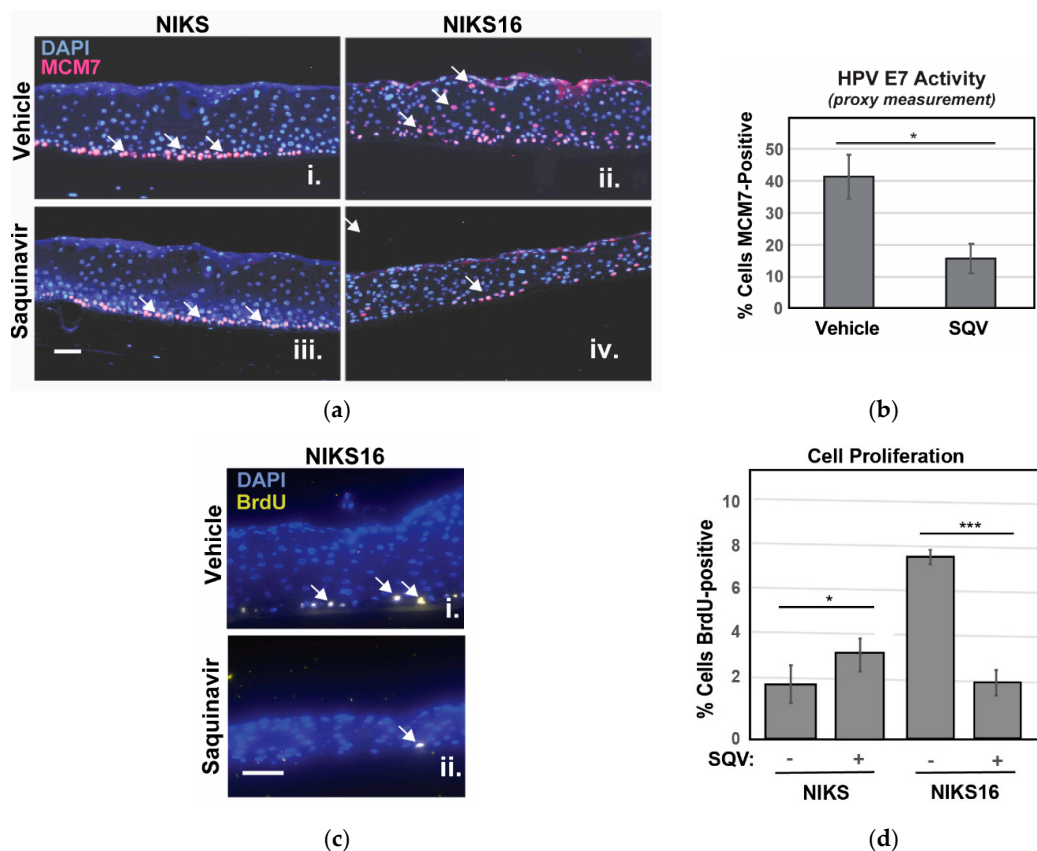 NIKS
NIKS16
DAPI
MCM7
Vehicle
i.
ii.
Saquinavir
iii.
iv.
(a)
HPV E7 Activity
(proxy measurement)
*
% Cells MCM7-Positive
50
40
30
20
10
0
Vehicle
SQV
(b)
NIKS16
DAPI
BrdU
Vehicle
i.
Saquinavir
ii.
(c)
Cell Proliferation
% Cells BrdU-positive
10
8
6
4
2
0
*
***
SQV: - + - +
NIKS
NIKS16
(d)